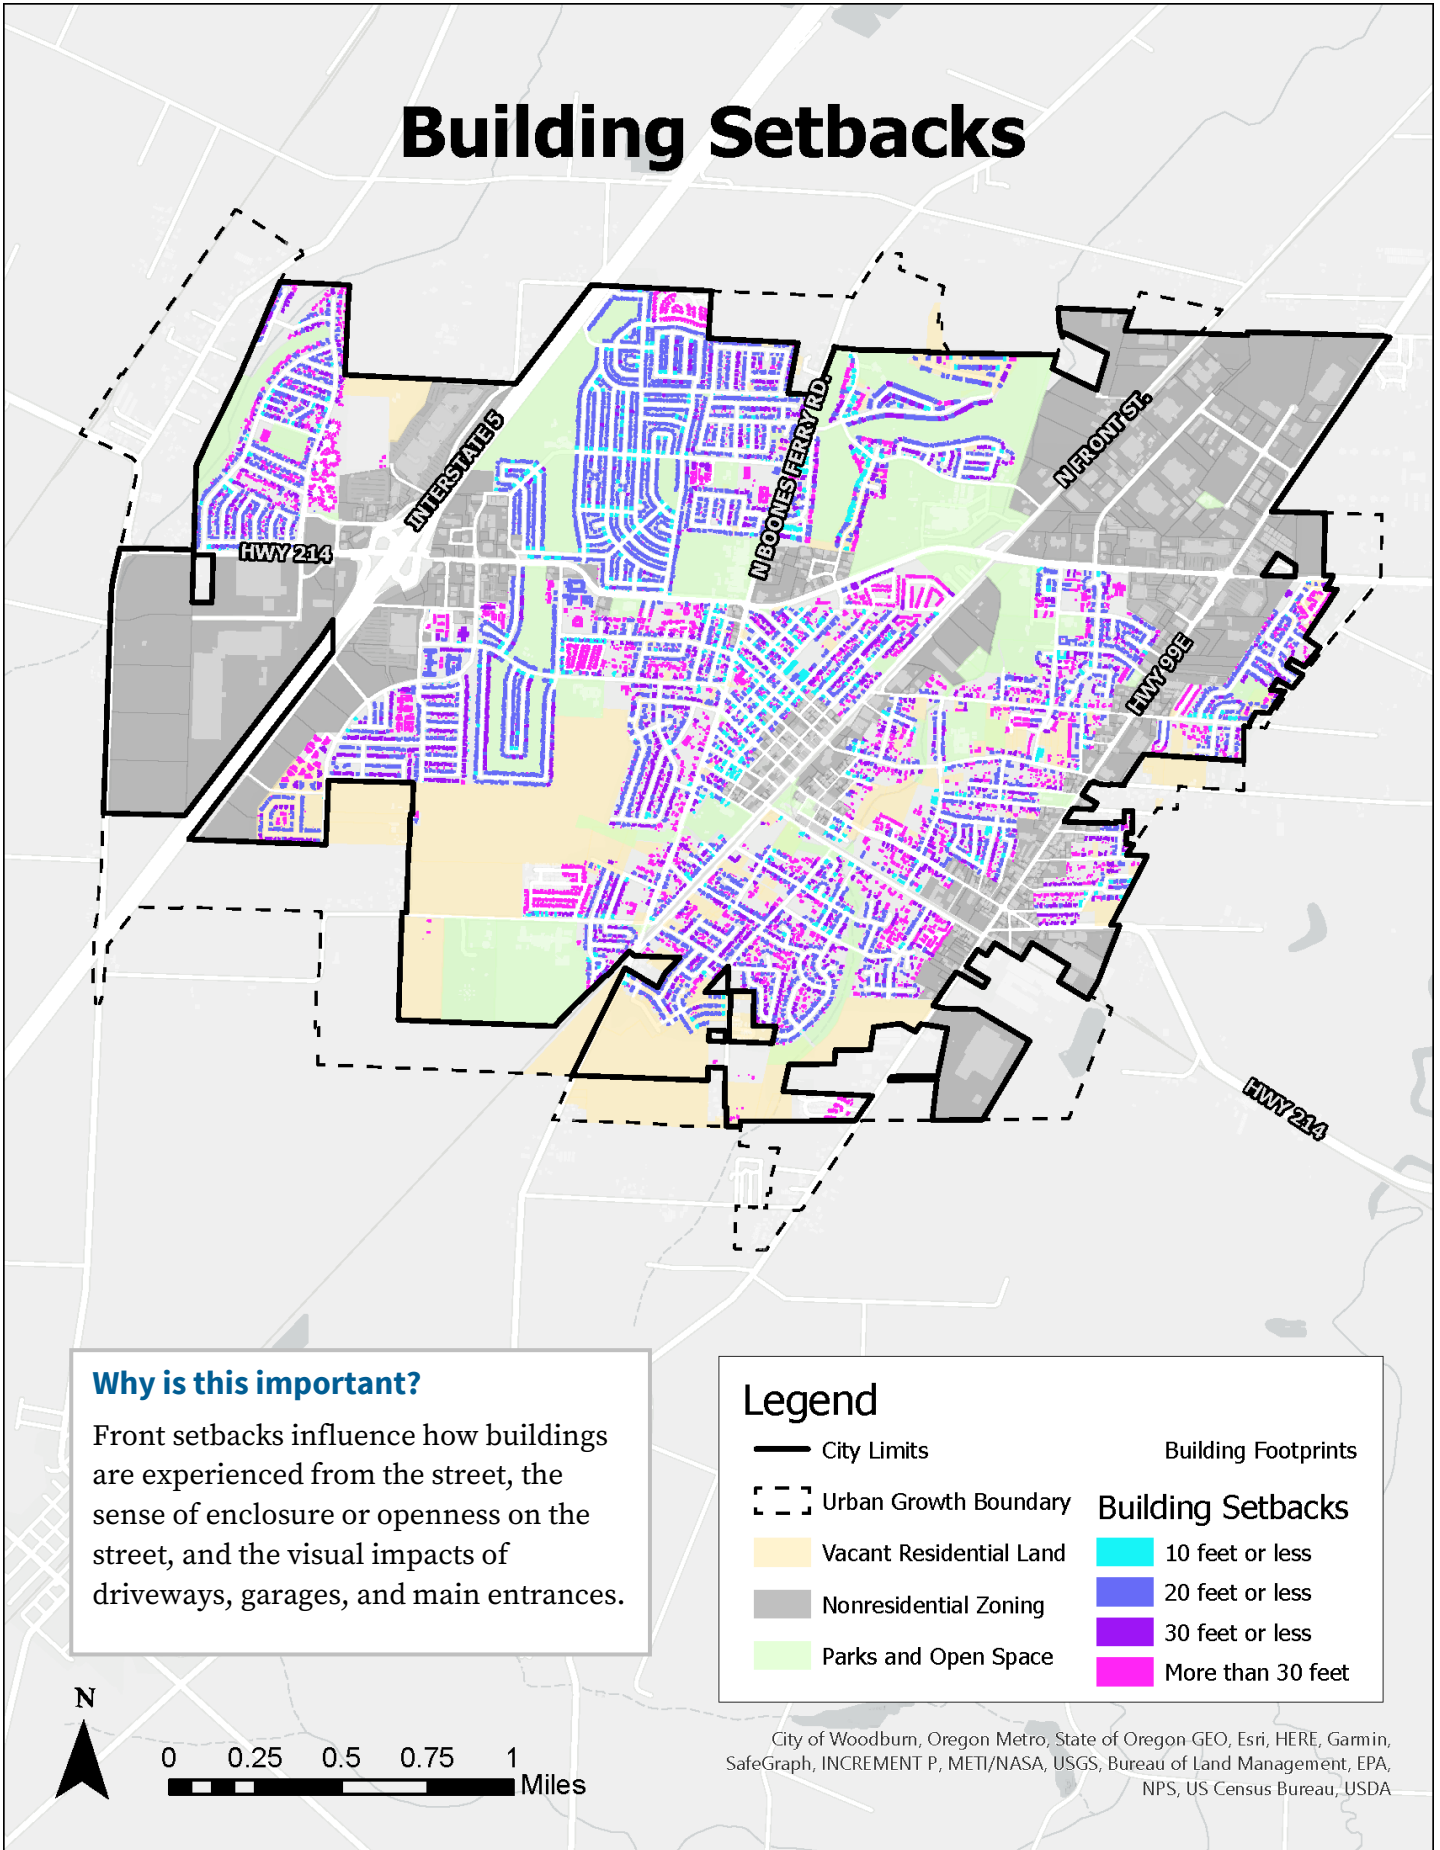 Building Setbacks
INTERSTATE 5
N BOONES FERRY RD.
N FRONT ST.
HWY 214
HWY 99E
HWY 214
Why is this important?
Front setbacks influence how buildings
are experienced from the street, the
sense of enclosure or openness on the
street, and the visual impacts of
driveways, garages, and main entrances.
Legend
City Limits
Urban Growth Boundary
Vacant Residential Land
Nonresidential Zoning
Parks and Open Space
Building Footprints
Building Setbacks
10 feet or less
20 feet or less
30 feet or less
More than 30 feet
N
0 0.25 0.5 0.75 1
Miles
City of Woodburn, Oregon Metro, State of Oregon GEO, Esri, HERE, Garmin,
SafeGraph, INCREMENT P, METI/NASA, USGS, Bureau of Land Management, EPA,
NPS, US Census Bureau, USDA